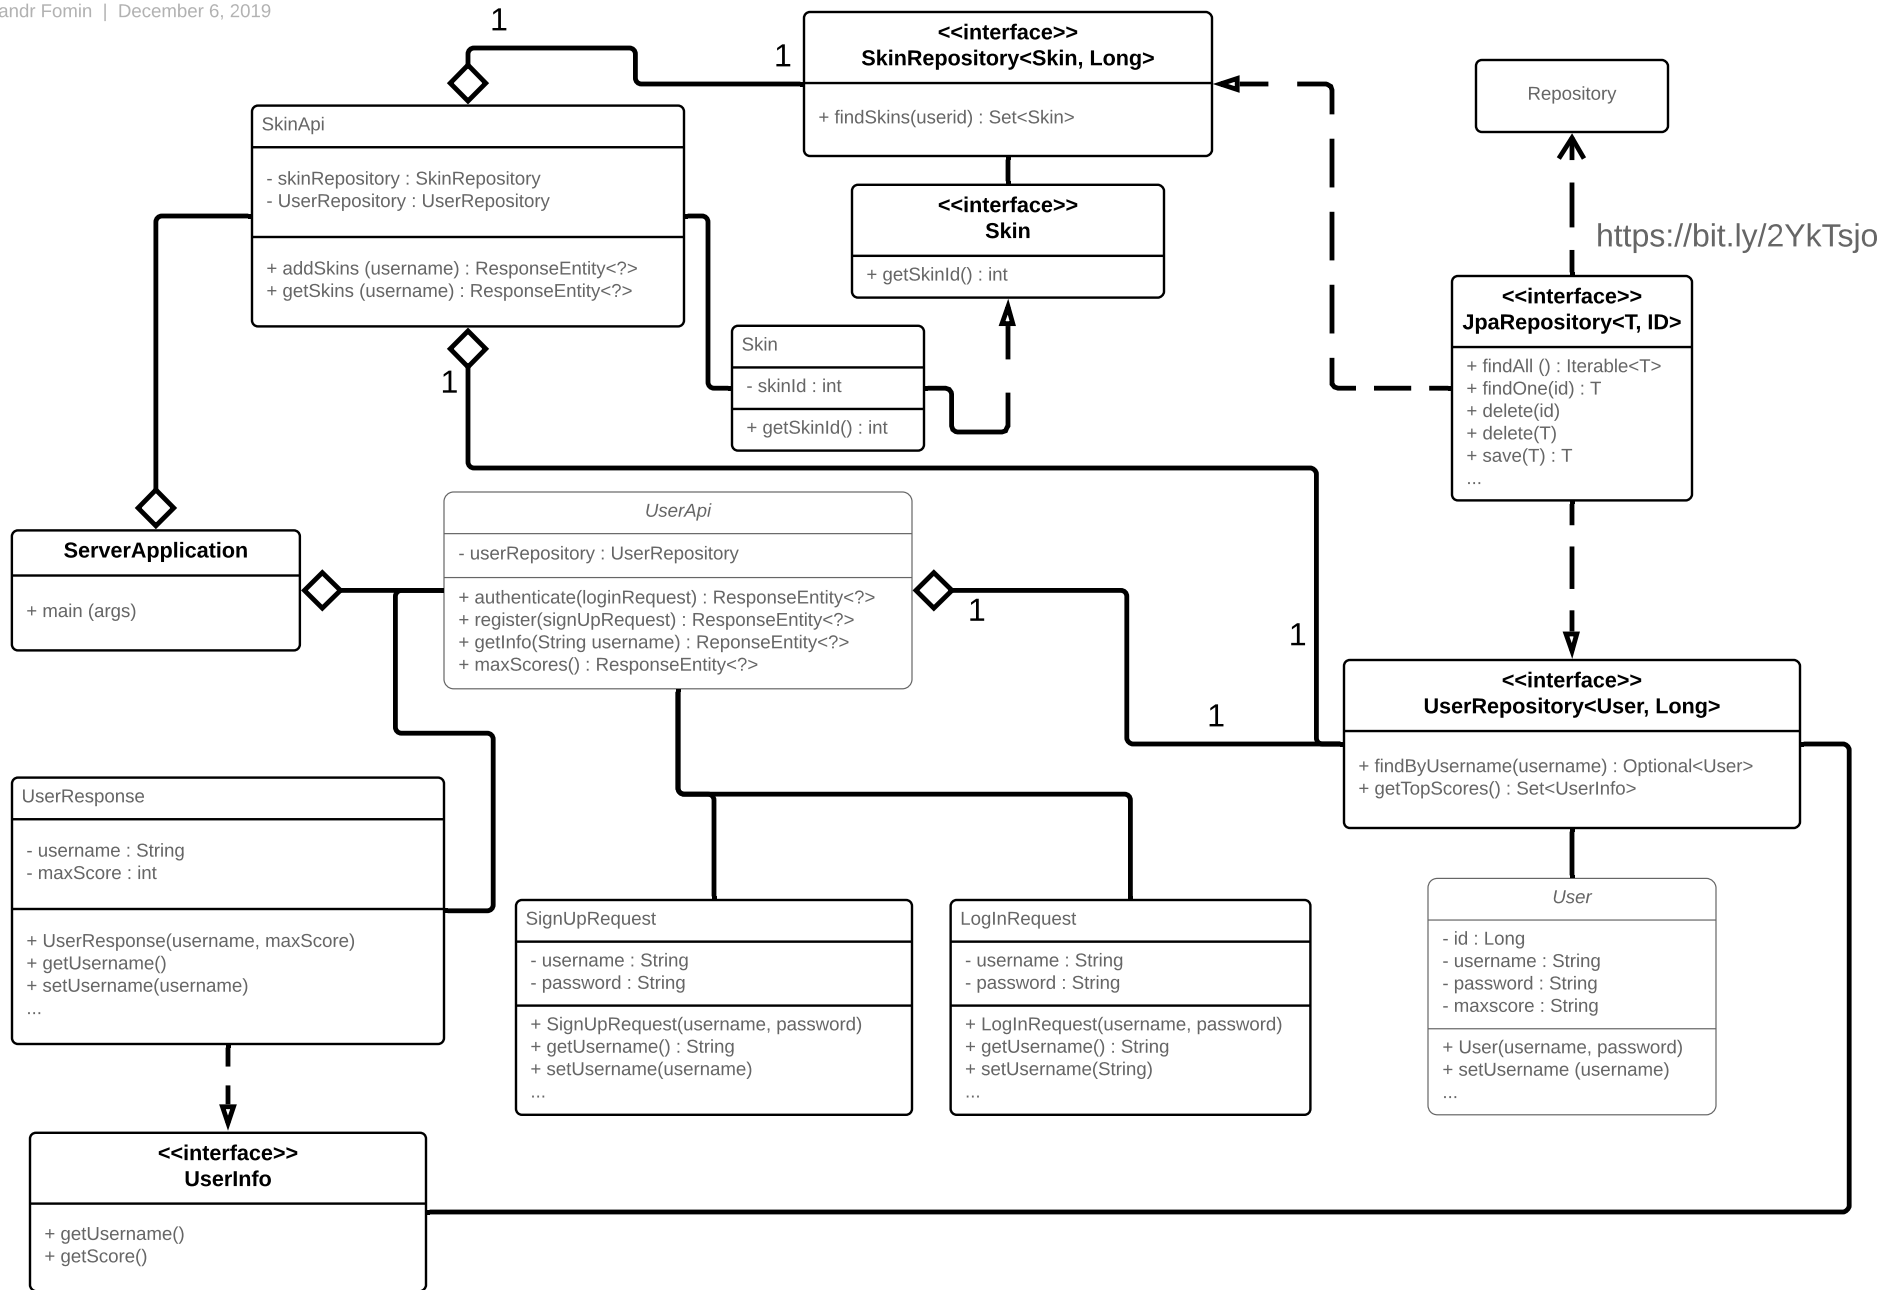 andr Fomin | December 6, 2019
1
1
<<interface>>
SkinRepository<Skin, Long>
+ findSkins(userid) : Set<Skin>
Repository
SkinApi
- skinRepository : SkinRepository
- UserRepository : UserRepository
+ addSkins (username) : ResponseEntity<?>
+ getSkins (username) : ResponseEntity<?>
<<interface>>
Skin
+ getSkinId() : int
https://bit.ly/2YkTsjo
<<interface>>
JpaRepository<T, ID>
+ findAll () : Iterable<T>
+ findOne(id) : T
+ delete(id)
+ delete(T)
+ save(T) : T
...
Skin
- skinId : int
+ getSkinId() : int
1
ServerApplication
+ main (args)
UserApi
- userRepository : UserRepository
+ authenticate(loginRequest) : ResponseEntity<?>
+ register(signUpRequest) : ResponseEntity<?>
+ getInfo(String username) : ReponseEntity<?>
+ maxScores() : ResponseEntity<?>
1
1
1
<<interface>>
UserRepository<User, Long>
+ findByUsername(username) : Optional<User>
+ getTopScores() : Set<UserInfo>
UserResponse
- username : String
- maxScore : int
+ UserResponse(username, maxScore)
+ getUsername()
+ setUsername(username)
...
SignUpRequest
- username : String
- password : String
+ SignUpRequest(username, password)
+ getUsername() : String
+ setUsername(username)
...
LogInRequest
- username : String
- password : String
+ LogInRequest(username, password)
+ getUsername() : String
+ setUsername(String)
...
User
- id : Long
- username : String
- password : String
- maxscore : String
+ User(username, password)
+ setUsername (username)
...
<<interface>>
UserInfo
+ getUsername()
+ getScore()